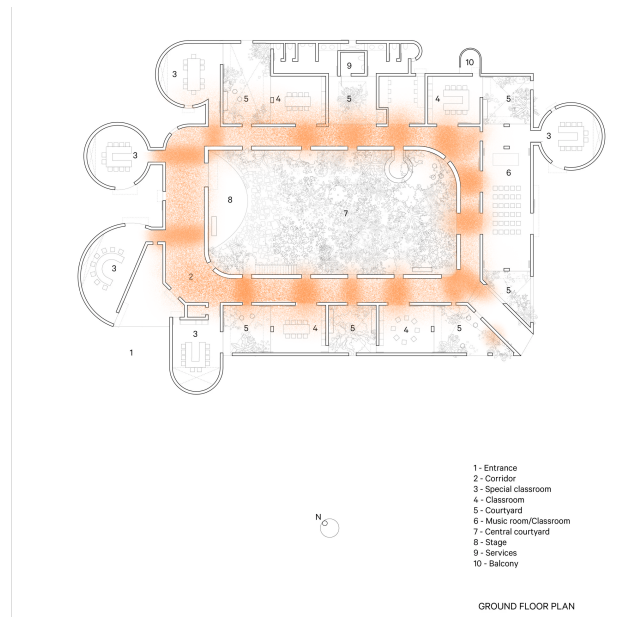 3
9
10
5
4
5
4
5
3
3
6
8
7
3
2
5
5
4
5
4
5
3
1
N
1 - Entrance
2 - Corridor
3 - Special classroom
4 - Classroom
5 - Courtyard
6 - Music room/Classroom
7 - Central courtyard
8 - Stage
9 - Services
10 - Balcony
GROUND FLOOR PLAN